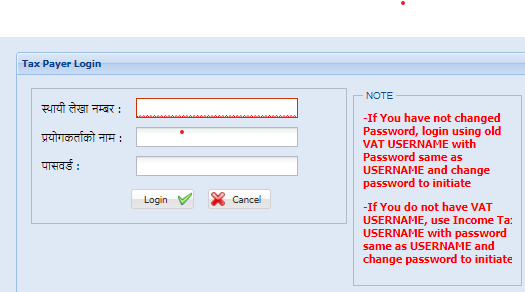 Tax Payer Login
स्थायी लेखा नम्बर :
प्रयोगकर्ताको नाम :
पासवर्ड :
Login
Cancel
NOTE
-If You have not changed
Password, login using old
VAT USERNAME with
Password same as
USERNAME and change
password to initiate
-If You do not have VAT
USERNAME, use Income Ta
USERNAME with password
same as USERNAME and
change password to initiate